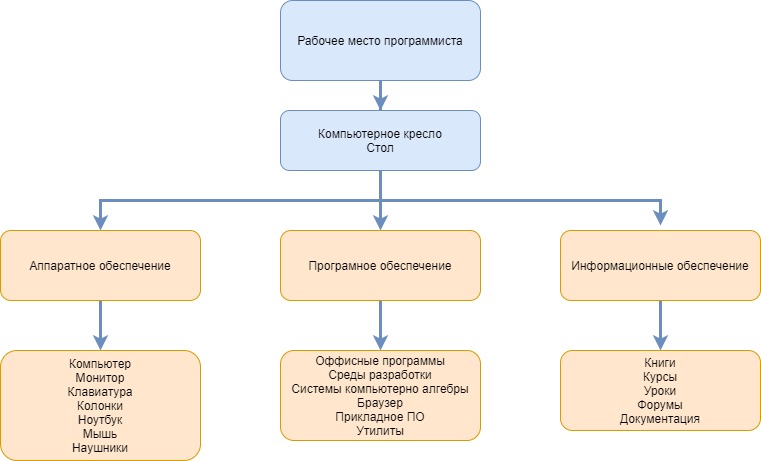 Рабочее место программиста
Компьютерное кресло
Стол
Аппаратное обеспечение
Програмное обеспечение
Информационные обеспечение
Компьютер
Монитор
Клавиатура
Колонки
Ноутбук
Мышь
Наушники
Оффисные программы
Среды разработки
Системы компьютерно алгебры
Браузер
Прикладное ПО
Утилиты
Книги
Курсы
Уроки
Форумы
Документация